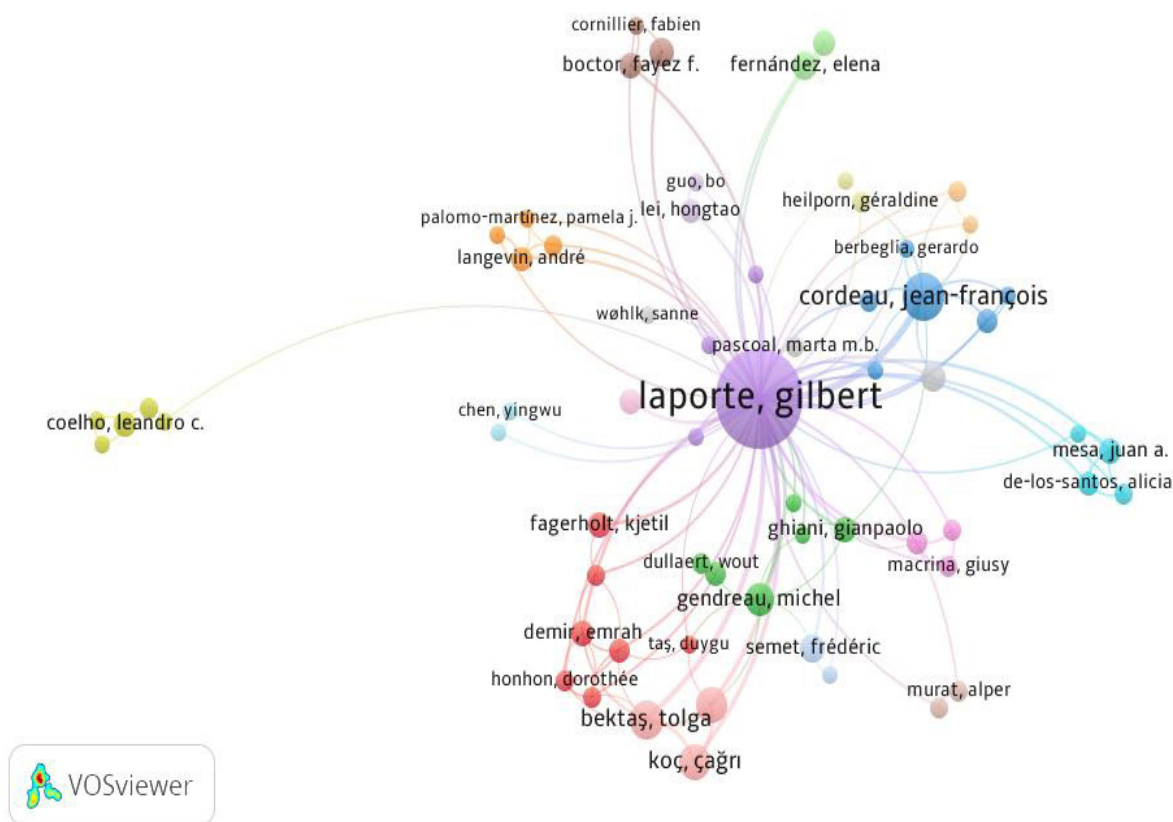 cornillier, fabien
boctor, fayez f.
fernández, elena
guo, bo
lei, hongtao
heilporn, géraldine
palomo-martínez, pamela j.
langevin, andré
berbeglia, gerardo
cordeau, jean-françois
wøhlk, sanne
pascoal, marta m.b.
laporte, gilbert
chen, yingwu
coelho, leandro c.
mesa, juan a.
de-los-santos, alicia
fagerholt, kjetil
ghiani, gianpaolo
dullaert, wout
macrina, giusy
gendreau, michel
demir, emrah
taş, duygu
semet, frédéric
honhon, dorothée
murat, alper
bektaş, tolga
koç, çağrı
VOSviewer